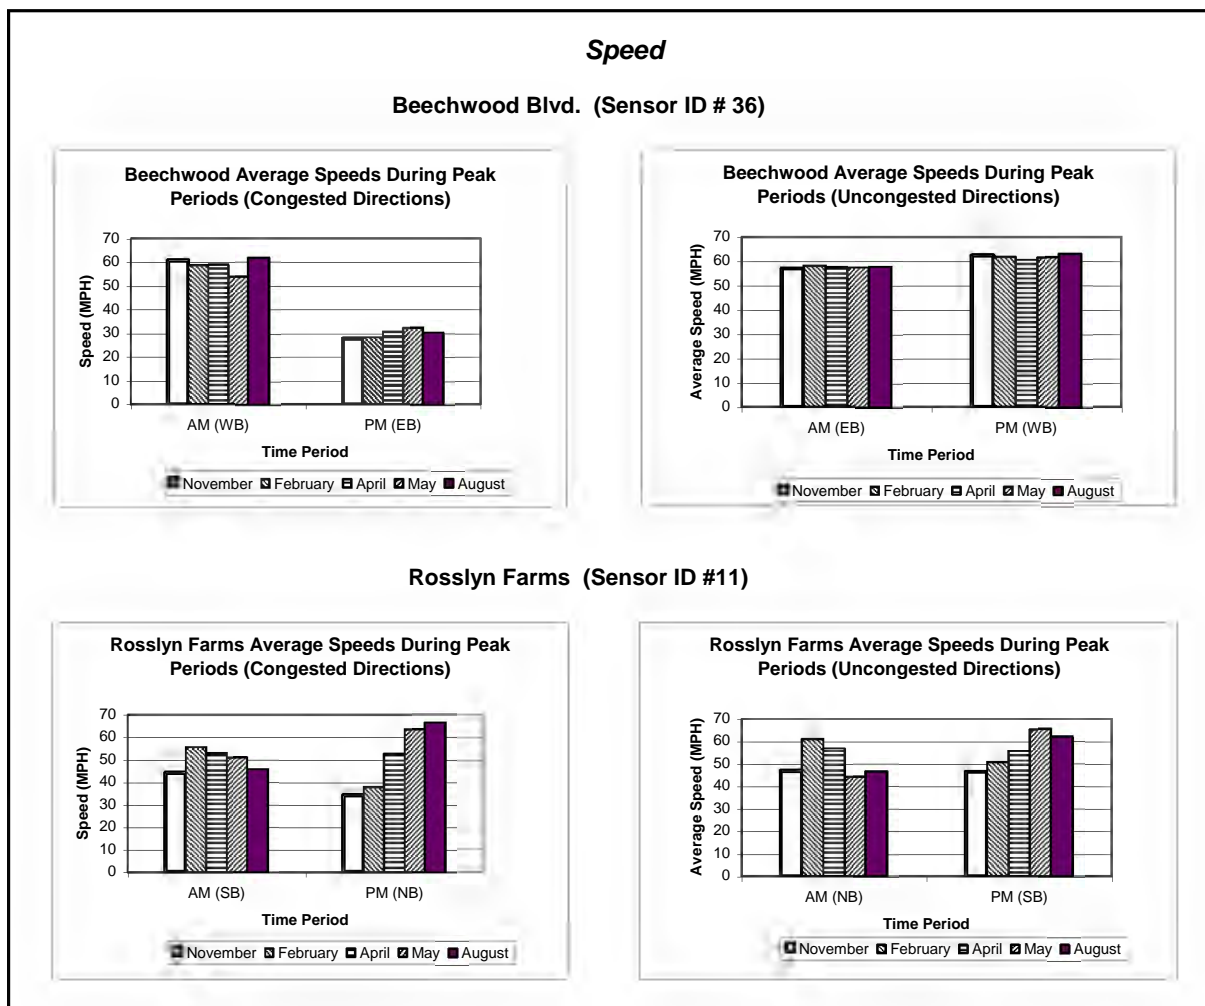 Speed
Beechwood Blvd. (Sensor ID # 36)
Beechwood Average Speeds During Peak
Periods (Congested Directions)
Speed (MPH)
70
60
50
40
30
20
10
0
AM (WB) PM (EB)
Time Period
November February April May August
Beechwood Average Speeds During Peak
Periods (Uncongested Directions)
Average Speed (MPH)
70
60
50
40
30
20
10
0
AM (EB) PM (WB)
Time Period
November February April May August
Rosslyn Farms (Sensor ID #11)
Rosslyn Farms Average Speeds During Peak
Periods (Congested Directions)
Speed (MPH)
70
60
50
40
30
20
10
0
AM (SB) PM (NB)
Time Period
November February April May August
Rosslyn Farms Average Speeds During Peak
Periods (Uncongested Directions)
Average Speed (MPH)
70
60
50
40
30
20
10
0
AM (NB) PM (SB)
Time Period
November February April May August